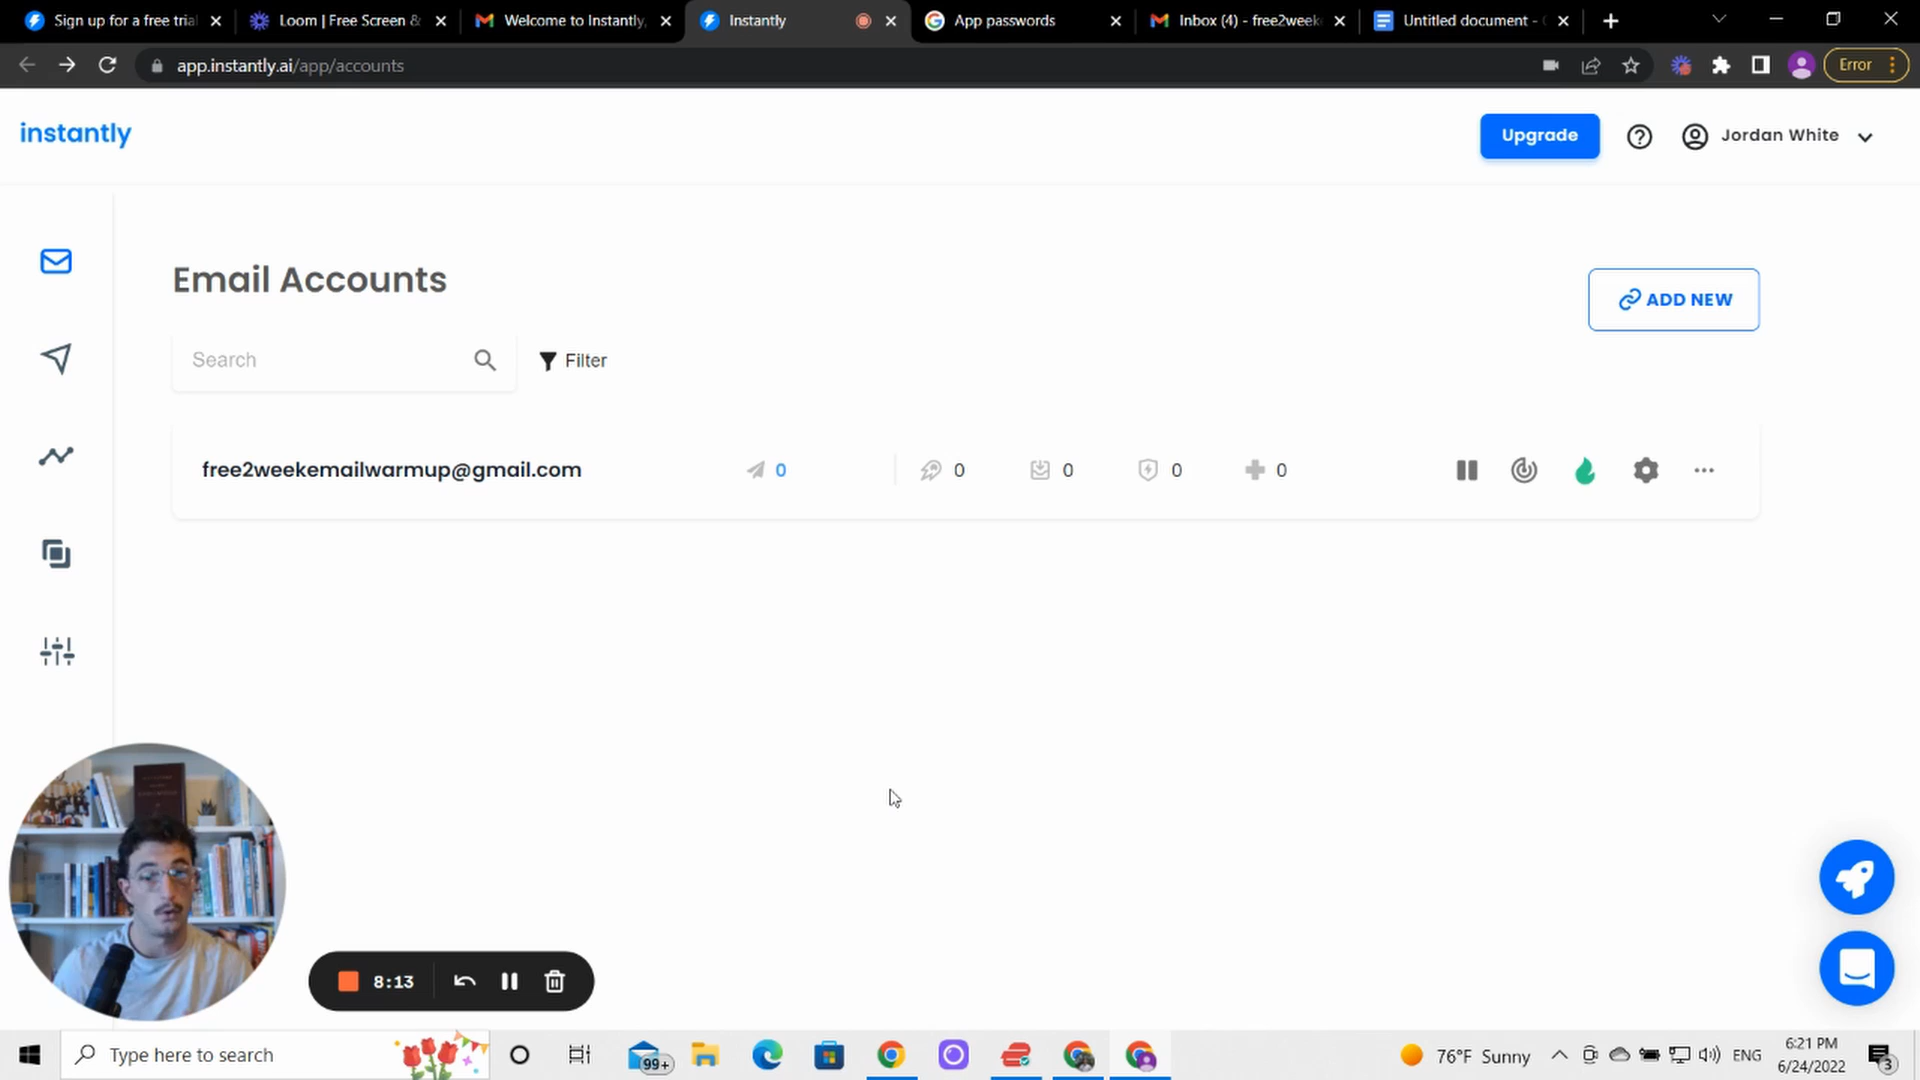 Sign up for a free trial
Loom | Free Screen &
Welcome to Instantly,
Instantly
App passwords
Inbox (4) - free2week
Untitled document -
app.instantly.ai/app/accounts
Error
instantly
Upgrade
Jordan White
Email Accounts
ADD NEW
Search
Filter
free2weekemailwarmup@gmail.com
0
0
0
0
0
8:13
Type here to search
99+
76°F Sunny
ENG
6:21 PM
6/24/2022
3